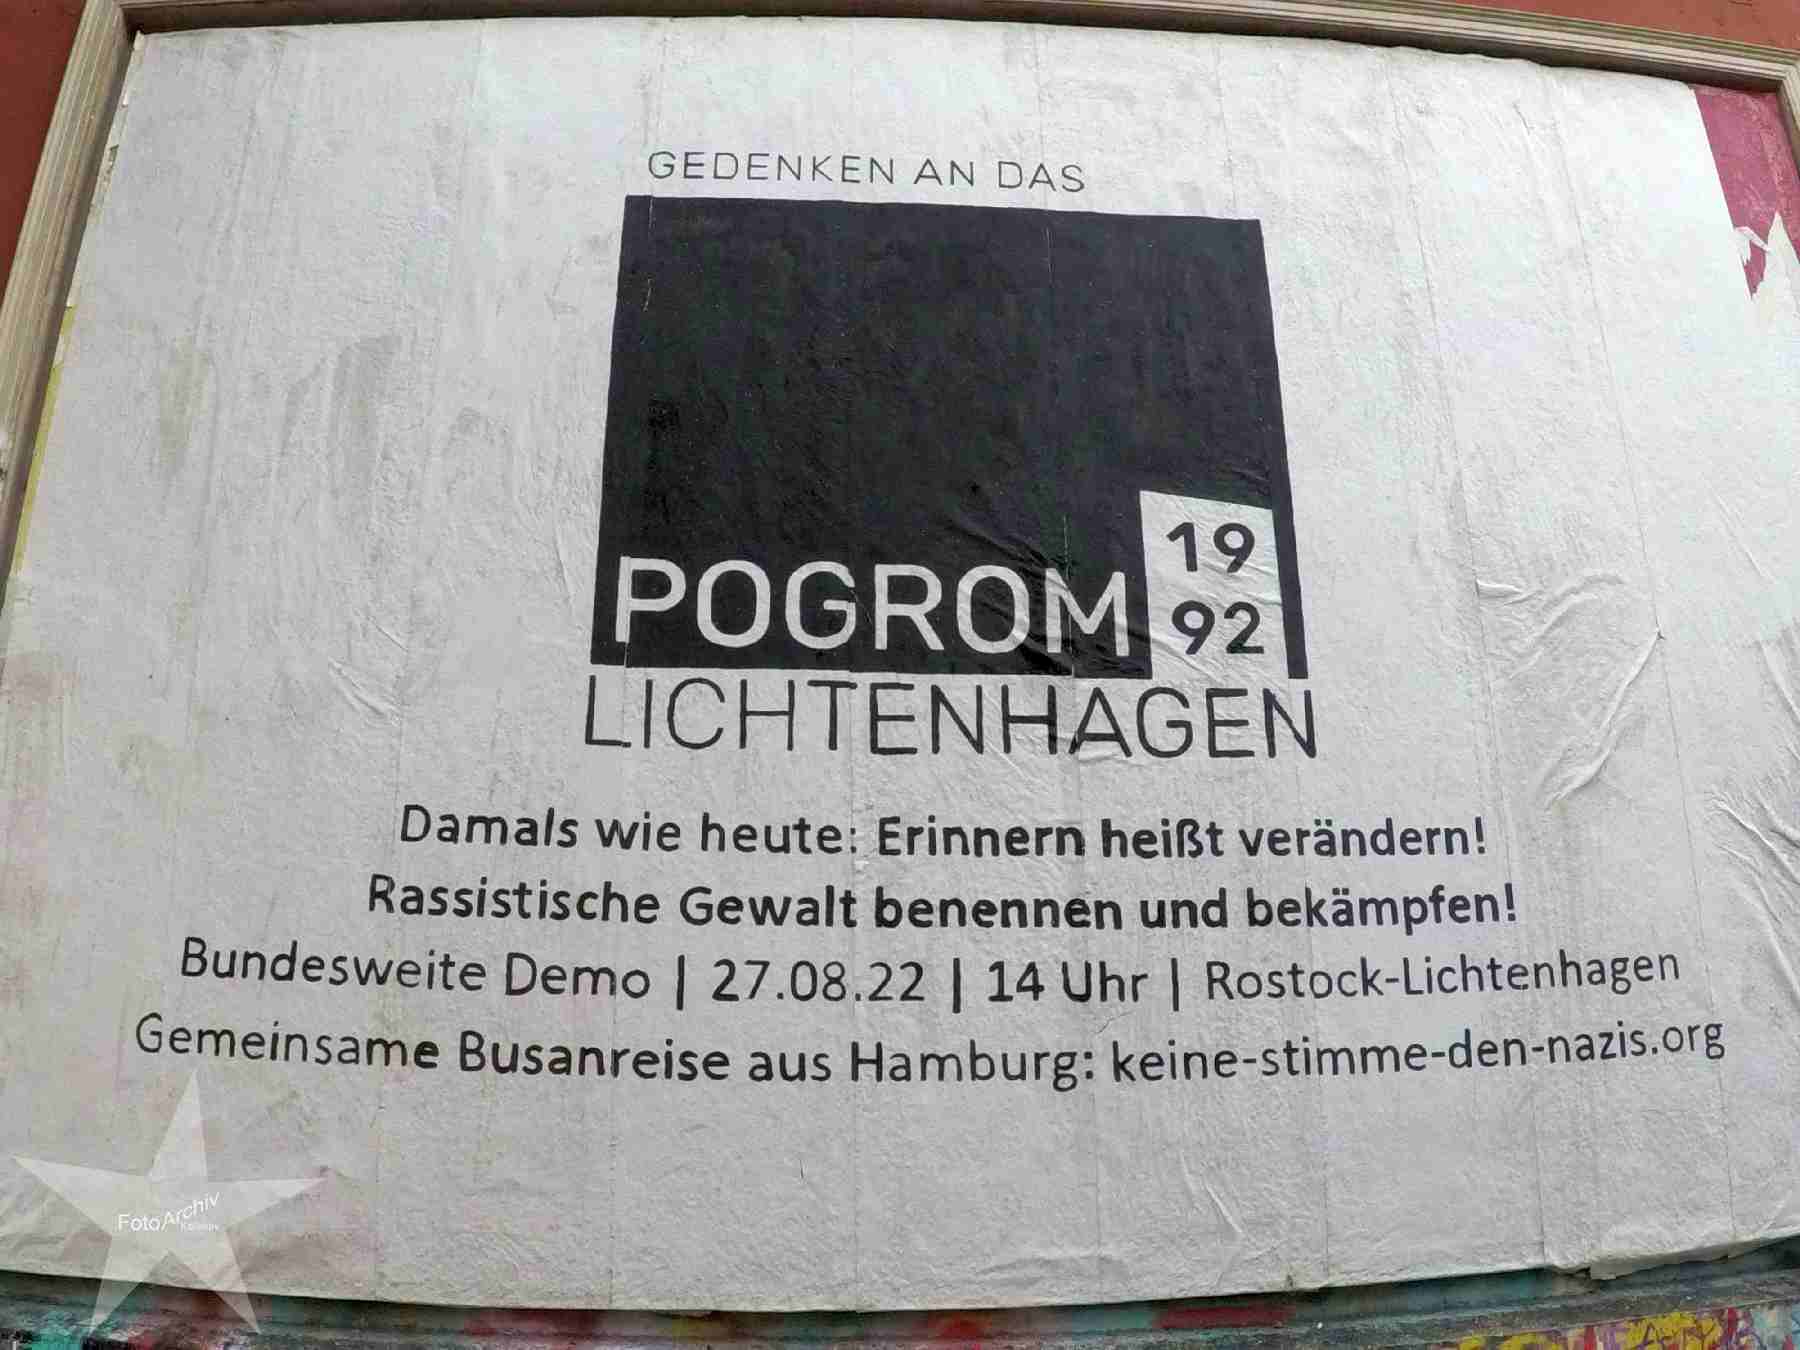 GEDENKEN AN DAS
POGROM
19
92
LICHTENHAGEN
Damals wie heute: Erinnern heißt verändern!
Rassistische Gewalt benennen und bekämpfen!
Bundesweite Demo | 27.08.22 | 14 Uhr | Rostock-Lichtenhagen
Gemeinsame Busanreise aus Hamburg: keine-stimme-den-nazis.org
FotoArchiv